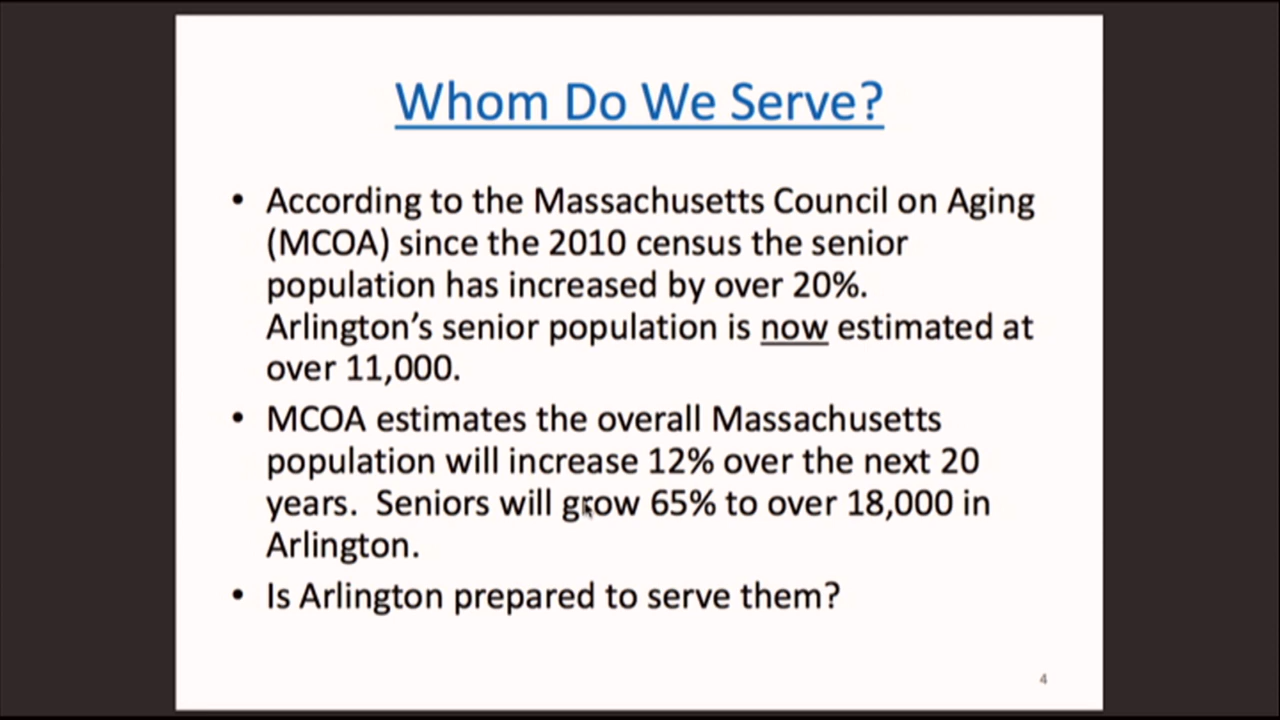 Whom Do We Serve?
• According to the Massachusetts Council on Aging
(MCOA) since the 2010 census the senior
population has increased by over 20%.
Arlington’s senior population is now estimated at
over 11,000.
• MCOA estimates the overall Massachusetts
population will increase 12% over the next 20
years.  Seniors will grow 65% to over 18,000 in
Arlington.
• Is Arlington prepared to serve them?
4